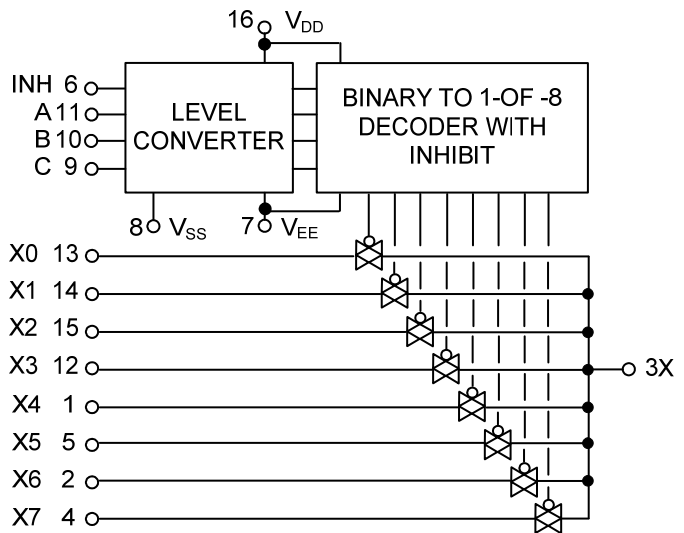 16 VDD
INH 6
A 11
B 10
C 9
LEVEL
CONVERTER
BINARY TO 1-OF -8
DECODER WITH
INHIBIT
8 VSS
7 VEE
X0 13
X1 14
X2 15
X3 12
X4 1
X5 5
X6 2
X7 4
3X